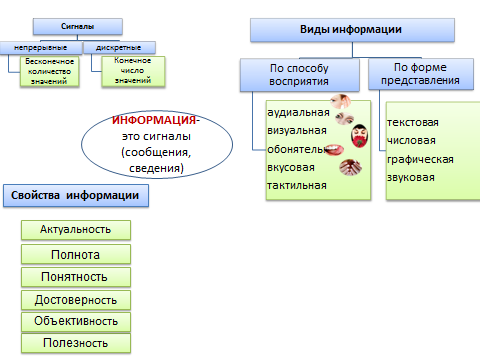 Сигналы
непрерывные
дискретные
Бесконечное
количество
значений
Конечное
число
значений
ИНФОРМАЦИЯ-
это сигналы
(сообщения,
сведения)
Свойства информации
Актуальность
Полнота
Понятность
Достоверность
Объективность
Полезность
Виды информации
По способу
восприятия
аудиальная
визуальная
обонятельн
вкусовая
тактильная
По форме
представления
текстовая
числовая
графическая
звуковая